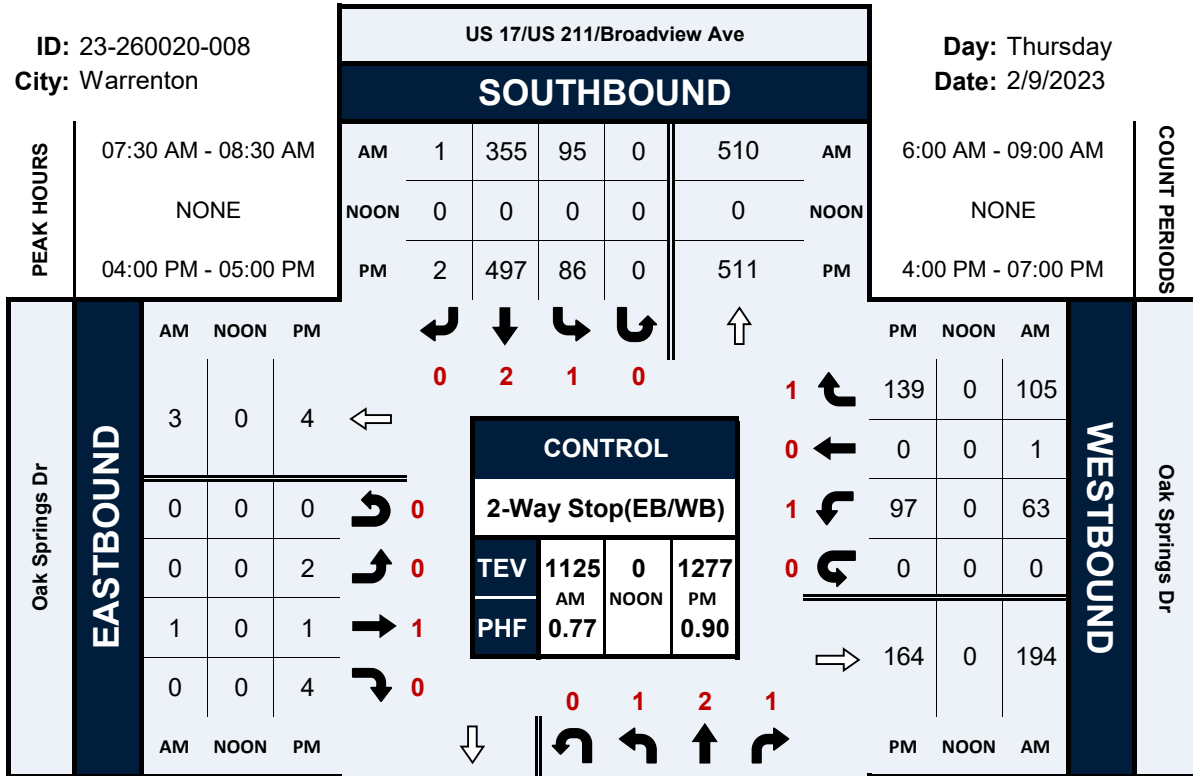 US 17/US 211/Broadview Ave
ID: 23-260020-008
Day: Thursday
City: Warrenton
Date: 2/9/2023
SOUTHBOUND
PEAK HOURS
07:30 AM - 08:30 AM
NONE
04:00 PM - 05:00 PM
AM 1 355 95 0 510 AM
NOON 0 0 0 0 0 NOON
PM 2 497 86 0 511 PM
6:00 AM - 09:00 AM
NONE
4:00 PM - 07:00 PM
COUNT PERIODS
0 2 1 0
Oak Springs Dr
EASTBOUND
AM NOON PM
3 0 4
0 0 0 0
0 0 2 0
1 0 1 1
0 0 4 0
AM NOON PM
CONTROL
2-Way Stop(EB/WB)
TEV 1125 0 1277
AM NOON PM
PHF 0.77 0.90
PM NOON AM
1 139 0 105
0 0 0 1
1 97 0 63
0 0 0 0
164 0 194
PM NOON AM
WESTBOUND
Oak Springs Dr
0 1 2 1